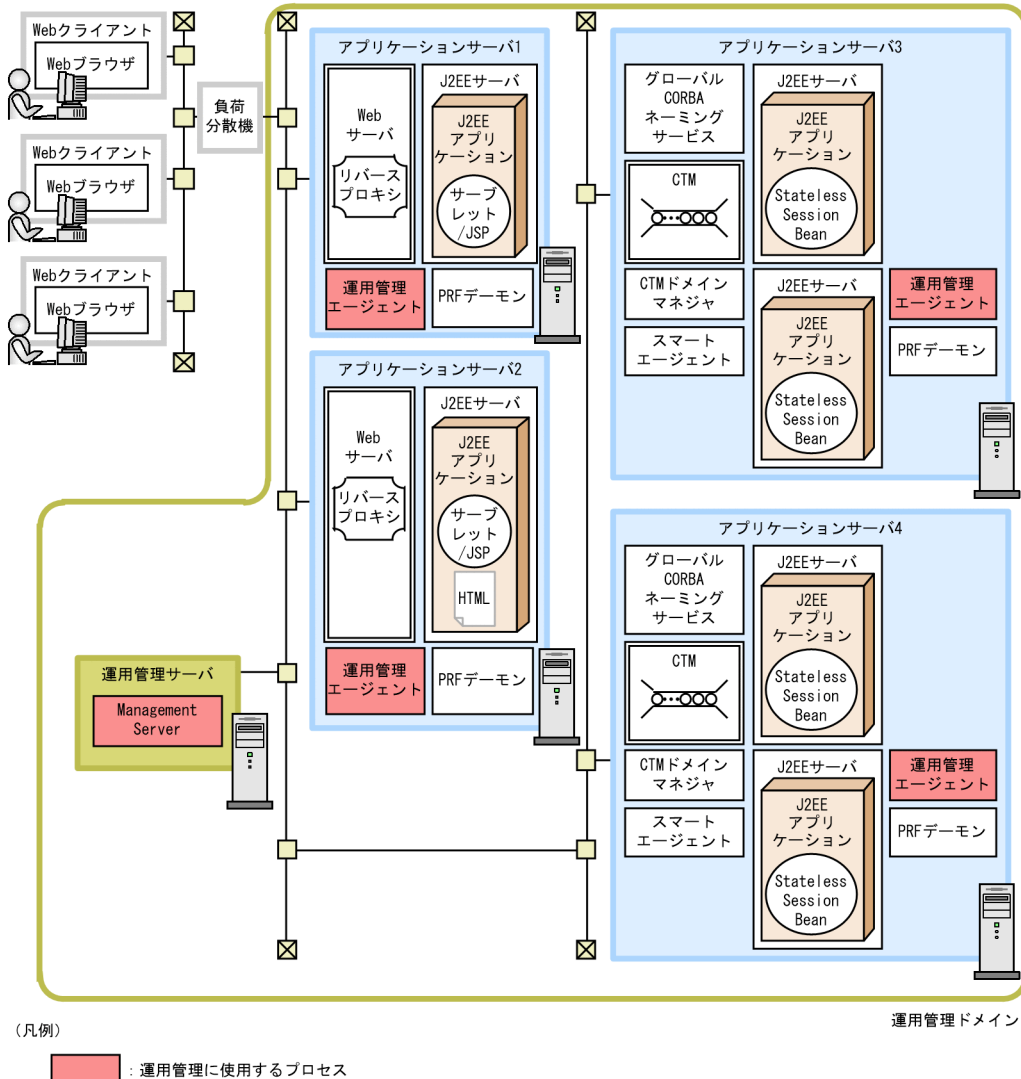 Webクライアント
Webブラウザ
Webクライアント
Webブラウザ
Webクライアント
Webブラウザ
負荷
分散機
アプリケーションサーバ1
Web
サーバ
リバース
プロキシ
J2EEサーバ
J2EE
アプリ
ケーション
サーブ
レット
/JSP
運用管理
エージェント
PRFデーモン
アプリケーションサーバ2
Web
サーバ
リバース
プロキシ
J2EEサーバ
J2EE
アプリ
ケーション
サーブ
レット
/JSP
HTML
運用管理
エージェント
PRFデーモン
運用管理サーバ
Management
Server
アプリケーションサーバ3
グローバル
CORBA
ネーミング
サービス
CTM
CTMドメイン
マネジャ
スマート
エージェント
J2EEサーバ
J2EE
アプリ
ケーション
Stateless
Session
Bean
J2EEサーバ
J2EE
アプリ
ケーション
Stateless
Session
Bean
運用管理
エージェント
PRFデーモン
アプリケーションサーバ4
グローバル
CORBA
ネーミング
サービス
CTM
CTMドメイン
マネジャ
スマート
エージェント
J2EEサーバ
J2EE
アプリ
ケーション
Stateless
Session
Bean
J2EEサーバ
J2EE
アプリ
ケーション
Stateless
Session
Bean
運用管理
エージェント
PRFデーモン
運用管理ドメイン
(凡例)
:運用管理に使用するプロセス